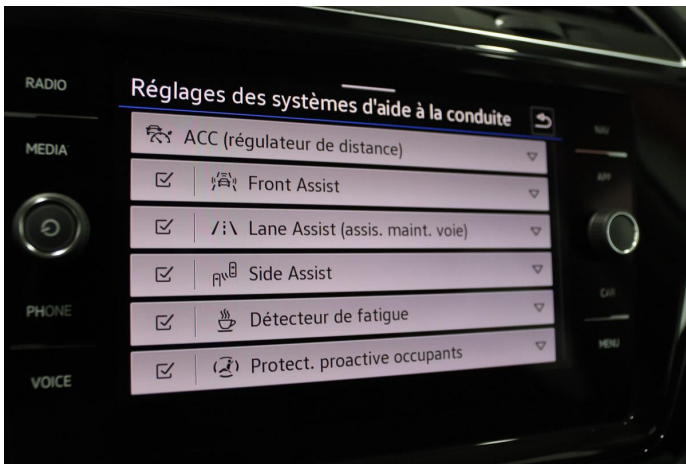 RADIO
MEDIA
PHONE
VOICE
Réglages des systèmes d'aide à la conduite
ACC (régulateur de distance)
Front Assist
Lane Assist (assis. maint. voie)
Side Assist
Détecteur de fatigue
Protect. proactive occupants
NAV
APP
CAR
MENU